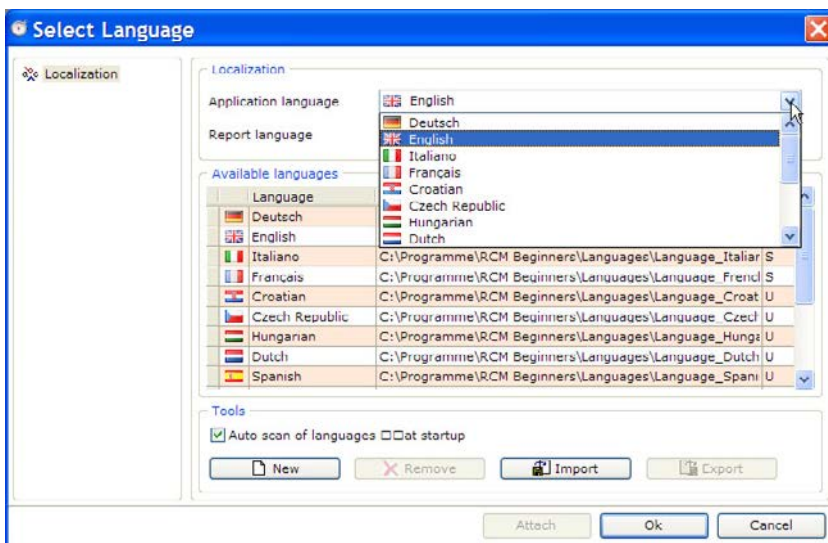 Select Language
Localization
Localization
Application language
English
Report language
Deutsch
English
Italiano
Français
Croatian
Czech Republic
Hungarian
Dutch
Available languages
Language
Deutsch
English
Italiano C:\Programme\RCM Beginners\Languages\Language_Italiar S
Français C:\Programme\RCM Beginners\Languages\Language_Frencl S
Croatian C:\Programme\RCM Beginners\Languages\Language_Croat U
Czech Republic C:\Programme\RCM Beginners\Languages\Language_Czecl U
Hungarian C:\Programme\RCM Beginners\Languages\Language_Hunga U
Dutch C:\Programme\RCM Beginners\Languages\Language_Dutch U
Spanish C:\Programme\RCM Beginners\Languages\Language_Spani U
Tools
Auto scan of languages □□at startup
New
Remove
Import
Export
Attach
Ok
Cancel